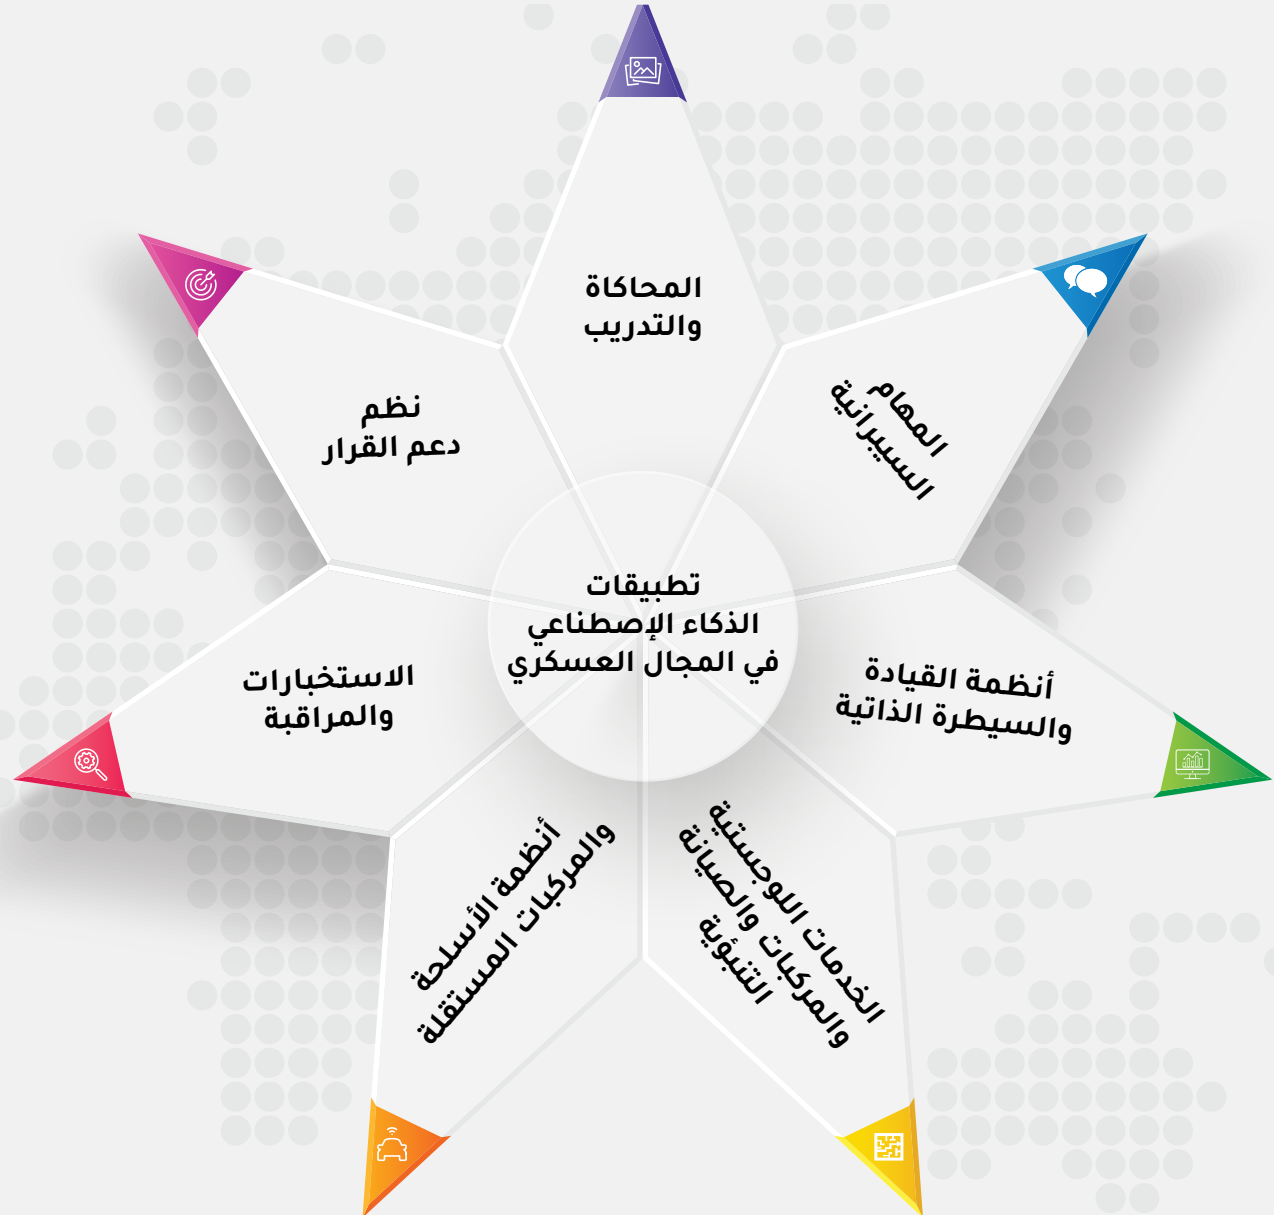 المحاكاة
والتدريب
المهام
السيبرانية
نظم
دعم القرار
تطبيقات
الذكاء الإصطناعي
في المجال العسكري
أنظمة القيادة
والسيطرة الذاتية
الاستخبارات
والمراقبة
الخدمات اللوجستية
والمركبات والصيانة
التنبؤية
أنظمة الأسلحة
والمركبات المستقلة